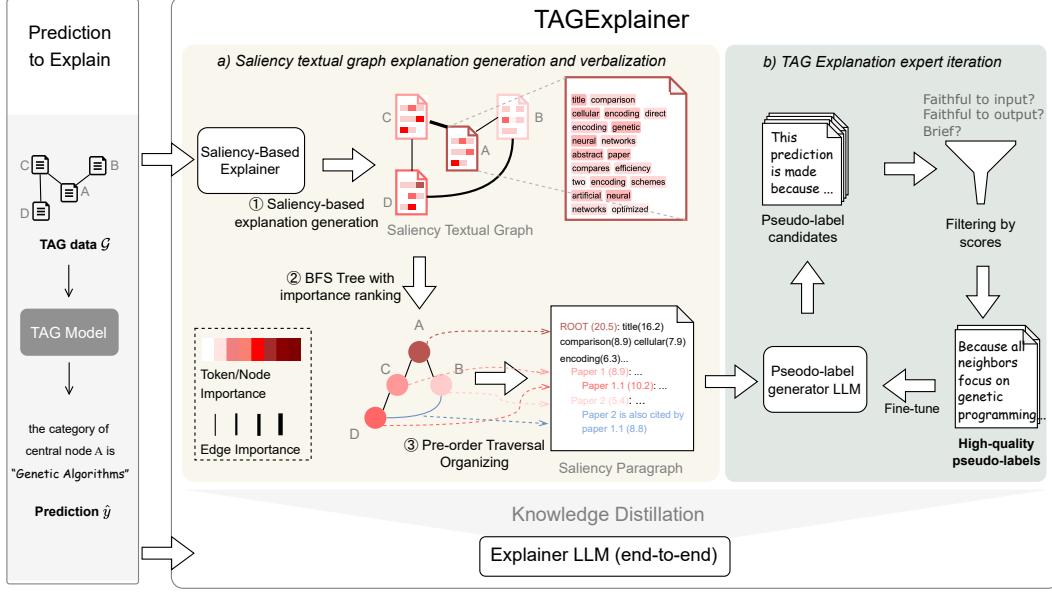 Prediction
to Explain
C
B
A
D
TAG data 𝒢
TAG Model
the category of
central node A is
"Genetic Algorithms"
Prediction ŷ
TAGExplainer
a) Saliency textual graph explanation generation and verbalization
Saliency-Based
Explainer
① Saliency-based
explanation generation
C
B
A
D
Saliency Textual Graph
title comparison
cellular encoding direct
encoding genetic
neural networks
abstract paper
compares efficiency
two encoding schemes
artificial neural
networks optimized
② BFS Tree with
importance ranking
Token/Node
Importance
Edge Importance
A
C
B
D
③ Pre-order Traversal
Organizing
ROOT (20.5): title(16.2)
comparison(8.9) cellular(7.9)
encoding(6.3)...
Paper 1 (8.9): ...
Paper 1.1 (10.2): ...
Paper 2 (5.4): ...
Paper 2 is also cited by
paper 1.1 (8.8)
Saliency Paragraph
b) TAG Explanation expert iteration
This
prediction
is made
because ...
Pseudo-label
candidates
Faithful to input?
Faithful to output?
Brief?
Filtering by
scores
Pseudo-label
generator LLM
Fine-tune
Because all
neighbors
focus on
genetic
programming...
High-quality
pseudo-labels
Knowledge Distillation
Explainer LLM (end-to-end)